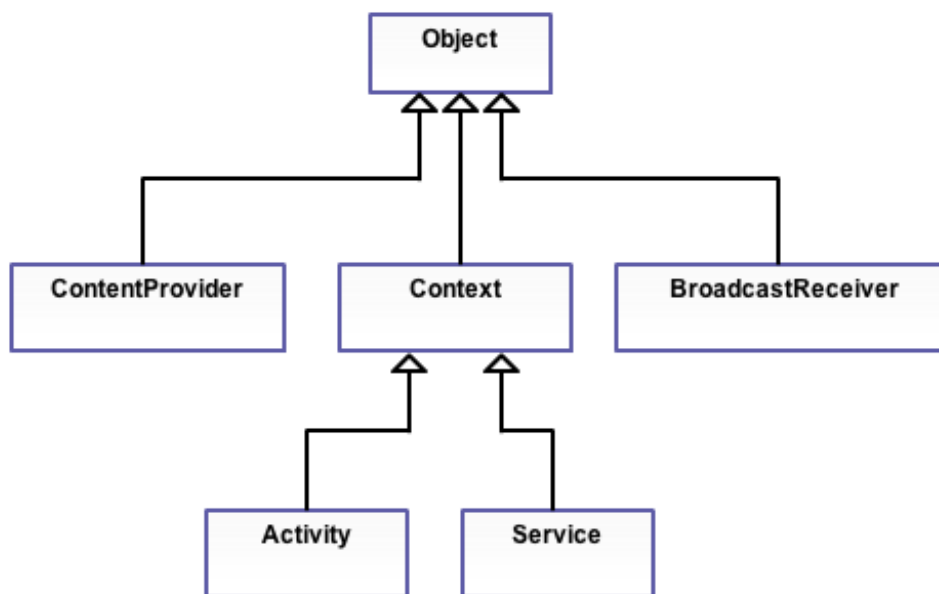 Object
ContentProvider
Context
BroadcastReceiver
Activity
Service